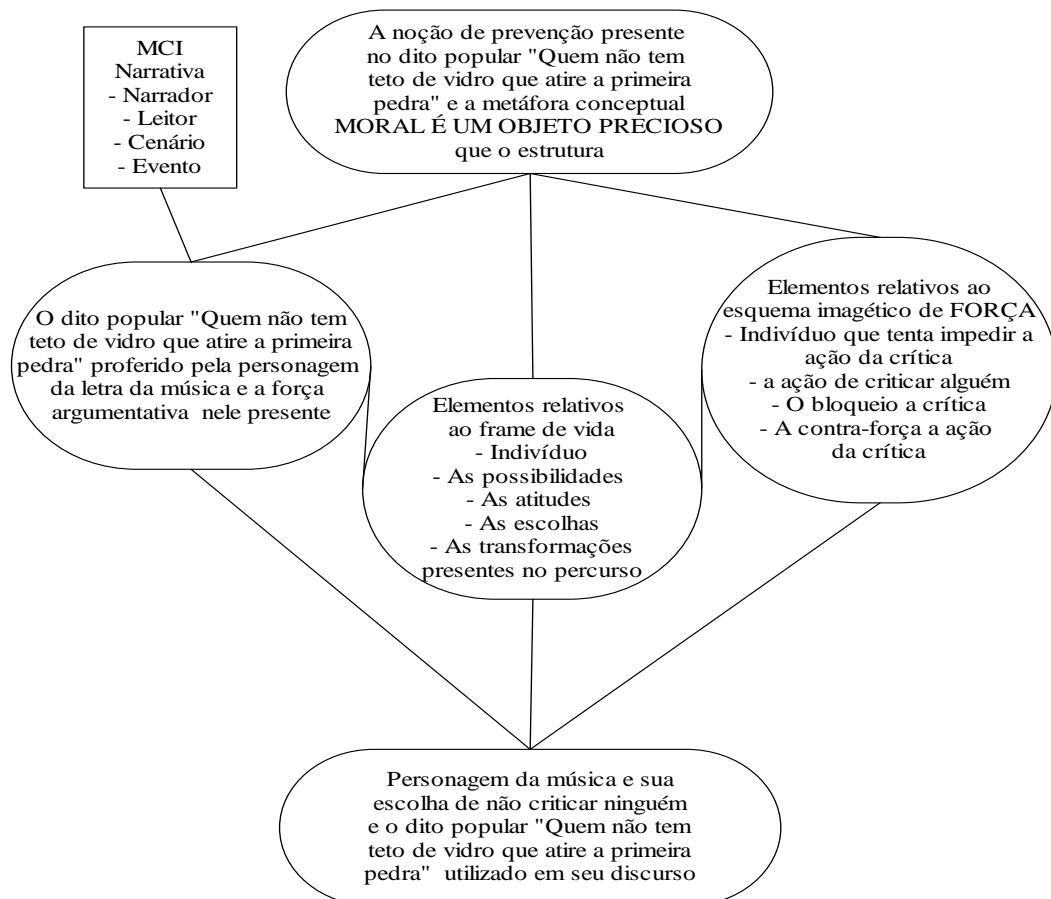 MCI
Narrativa
- Narrador
- Leitor
- Cenário
- Evento
A noção de prevenção presente
no dito popular "Quem não tem
teto de vidro que atire a primeira
pedra" e a metáfora conceptual
MORAL É UM OBJETO PRECIOSO
que o estrutura
O dito popular "Quem não tem
teto de vidro que atire a primeira
pedra" proferido pela personagem
da letra da música e a força
argumentativa nele presente
Elementos relativos
ao frame de vida
- Indivíduo
- As possibilidades
- As atitudes
- As escolhas
- As transformações
presentes no percurso
Elementos relativos ao
esquema imagético de FORÇA
- Indivíduo que tenta impedir a
ação da crítica
- a ação de criticar alguém
- O bloqueio a crítica
- A contra-força a ação
da crítica
Personagem da música e sua
escolha de não criticar ninguém
e o dito popular "Quem não tem
teto de vidro que atire a primeira
pedra" utilizado em seu discurso